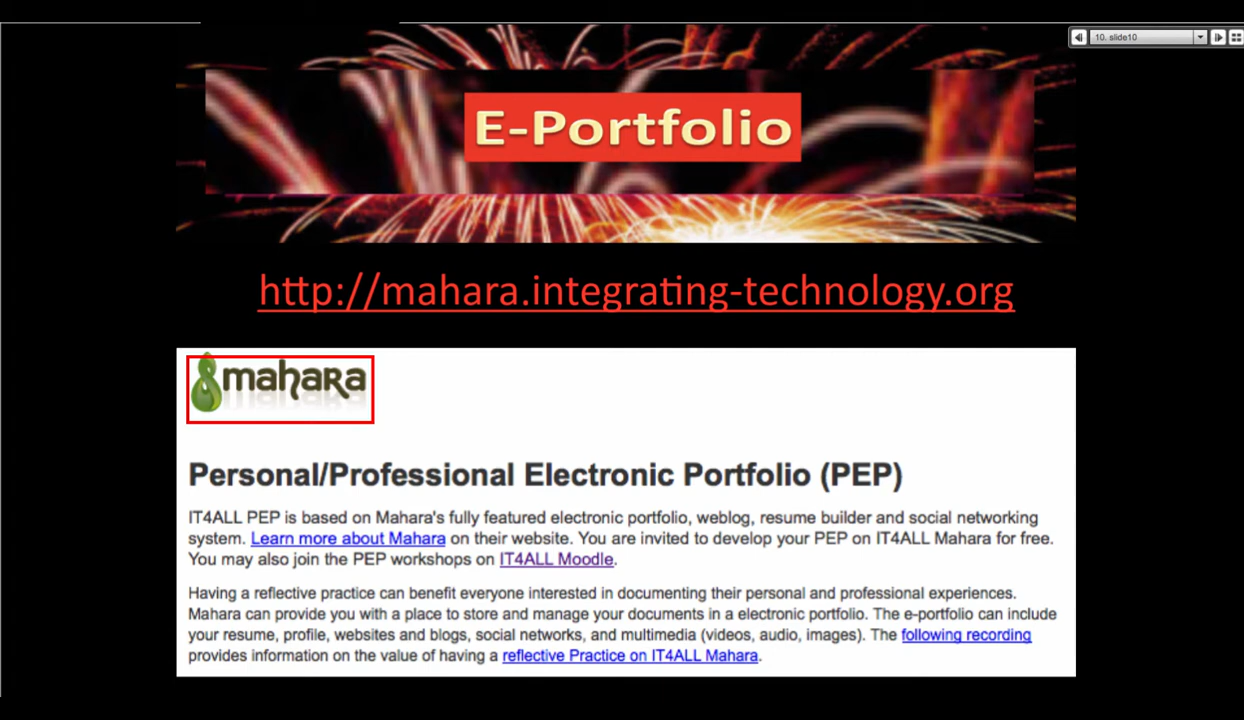 10. slide10
E-Portfolio
http://mahara.integrating-technology.org
mahara
Personal/Professional Electronic Portfolio (PEP)
IT4ALL PEP is based on Mahara's fully featured electronic portfolio, weblog, resume builder and social networking
system. Learn more about Mahara on their website. You are invited to develop your PEP on IT4ALL Mahara for free.
You may also join the PEP workshops on IT4ALL Moodle.
Having a reflective practice can benefit everyone interested in documenting their personal and professional experiences.
Mahara can provide you with a place to store and manage your documents in a electronic portfolio. The e-portfolio can include
your resume, profile, websites and blogs, social networks, and multimedia (videos, audio, images). The following recording
provides information on the value of having a reflective Practice on IT4ALL Mahara.